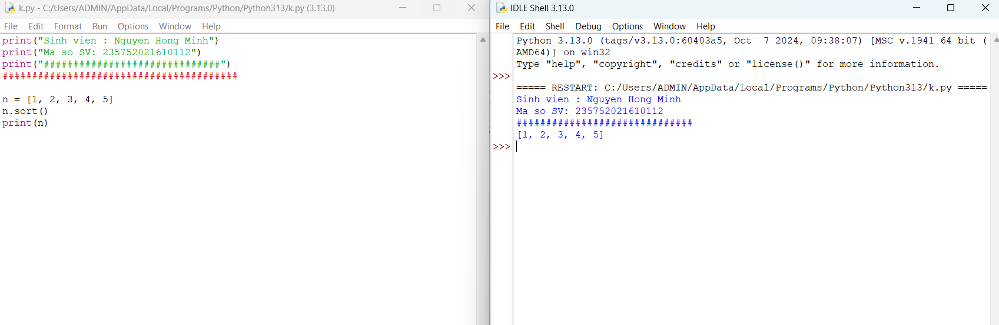 k.py - C:/Users/ADMIN/AppData/Local/Programs/Python/Python313/k.py (3.13.0)
File Edit Format Run Options Window Help
print("Sinh vien : Nguyen Hong Minh")
print("Ma so SV: 235752021610112")
print("##############################")
########################################
n = [1, 2, 3, 4, 5]
n.sort()
print(n)
IDLE Shell 3.13.0
File Edit Shell Debug Options Window Help
Python 3.13.0 (tags/v3.13.0:60403a5, Oct  7 2024, 09:38:07) [MSC v.1941 64 bit (
AMD64)] on win32
Type "help", "copyright", "credits" or "license()" for more information.
>>>
===== RESTART: C:/Users/ADMIN/AppData/Local/Programs/Python/Python313/k.py =====
Sinh vien : Nguyen Hong Minh
Ma so SV: 235752021610112
##############################
[1, 2, 3, 4, 5]
>>>